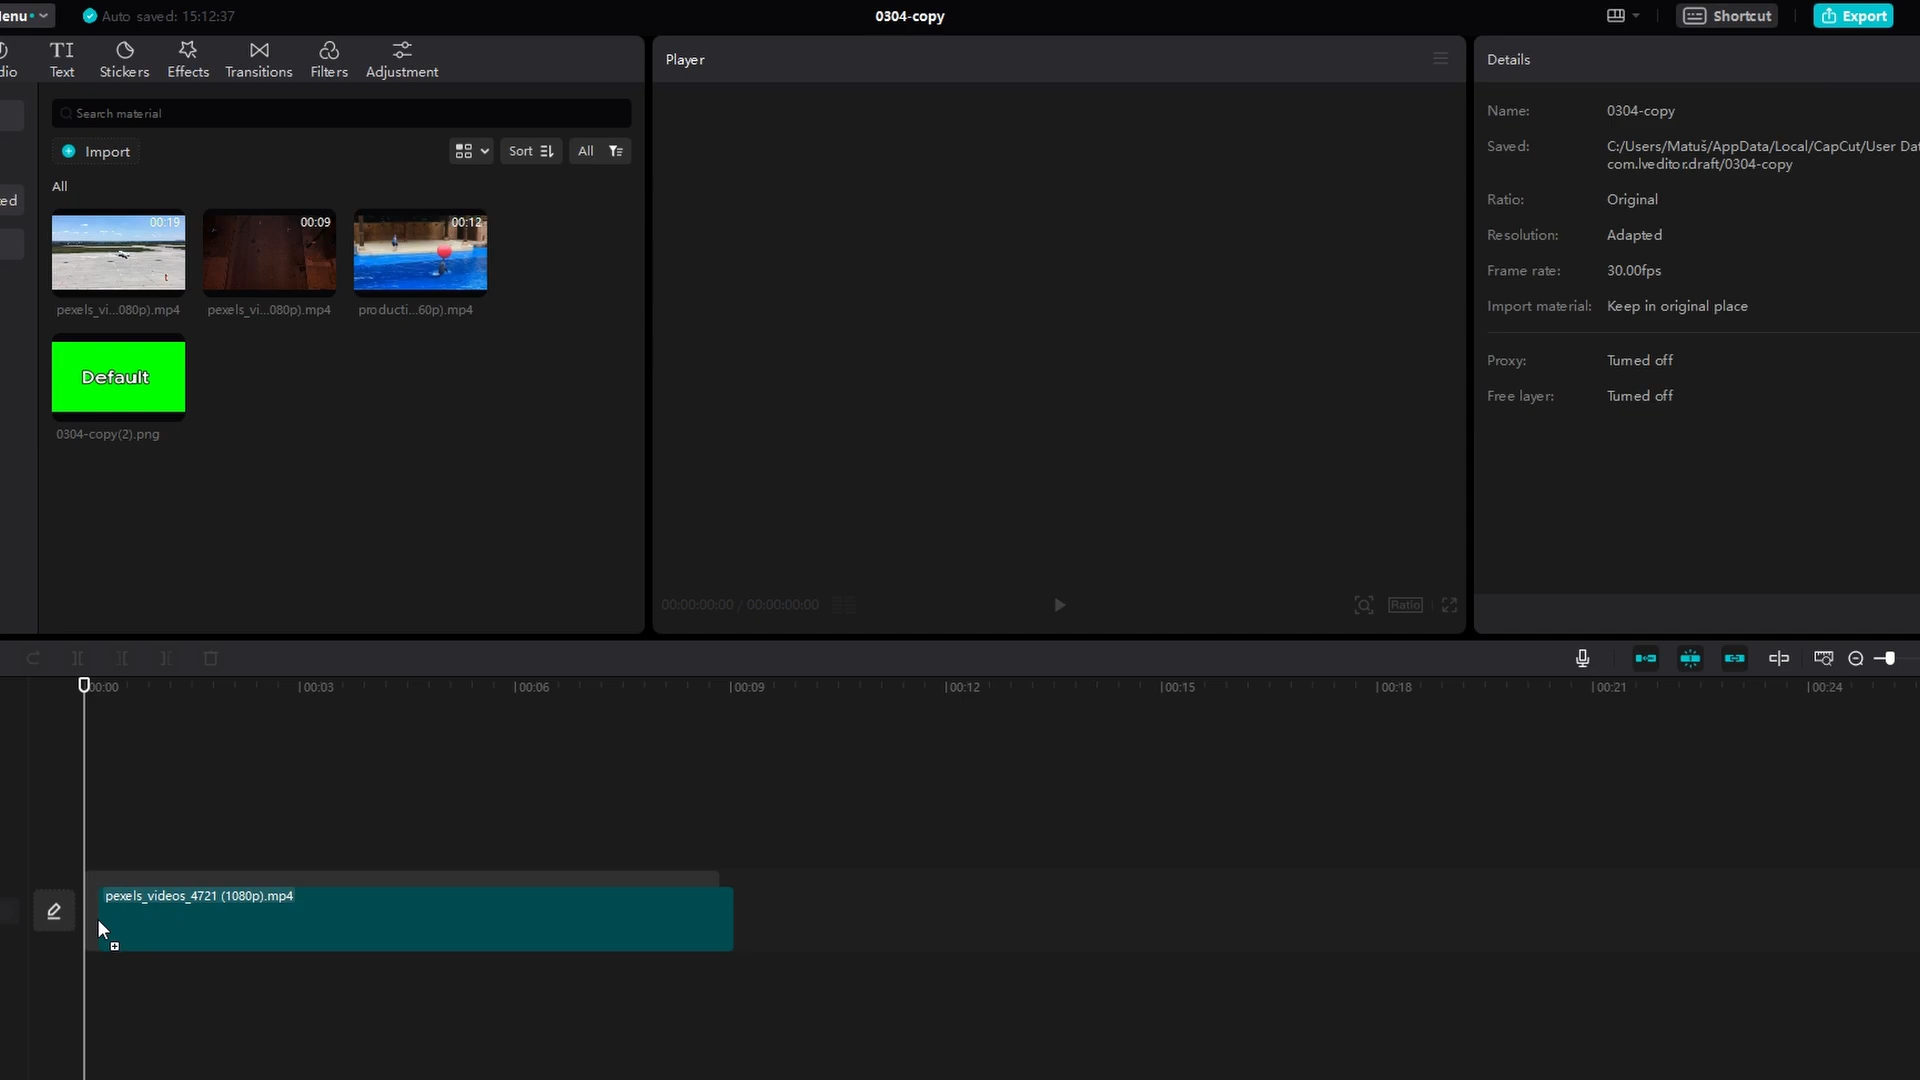 enu
Auto saved: 15:12:37
0304-copy
Shortcut
Export
dio
Text
Stickers
Effects
Transitions
Filters
Adjustment
Player
Details
Search material
Import
Sort
All
All
00:19
00:09
00:12
pexels_vi...080p).mp4
pexels_vi...080p).mp4
producti...60p).mp4
Default
0304-copy(2).png
ed
Name: 0304-copy
Saved: C:/Users/Matuš/AppData/Local/CapCut/User Dat
com.lveditor.draft/0304-copy
Ratio: Original
Resolution: Adapted
Frame rate: 30.00fps
Import material: Keep in original place
Proxy: Turned off
Free layer: Turned off
00:00:00:00 / 00:00:00:00
Ratio
00:00
00:03
00:06
00:09
00:12
00:15
00:18
00:21
00:24
pexels_videos_4721 (1080p).mp4